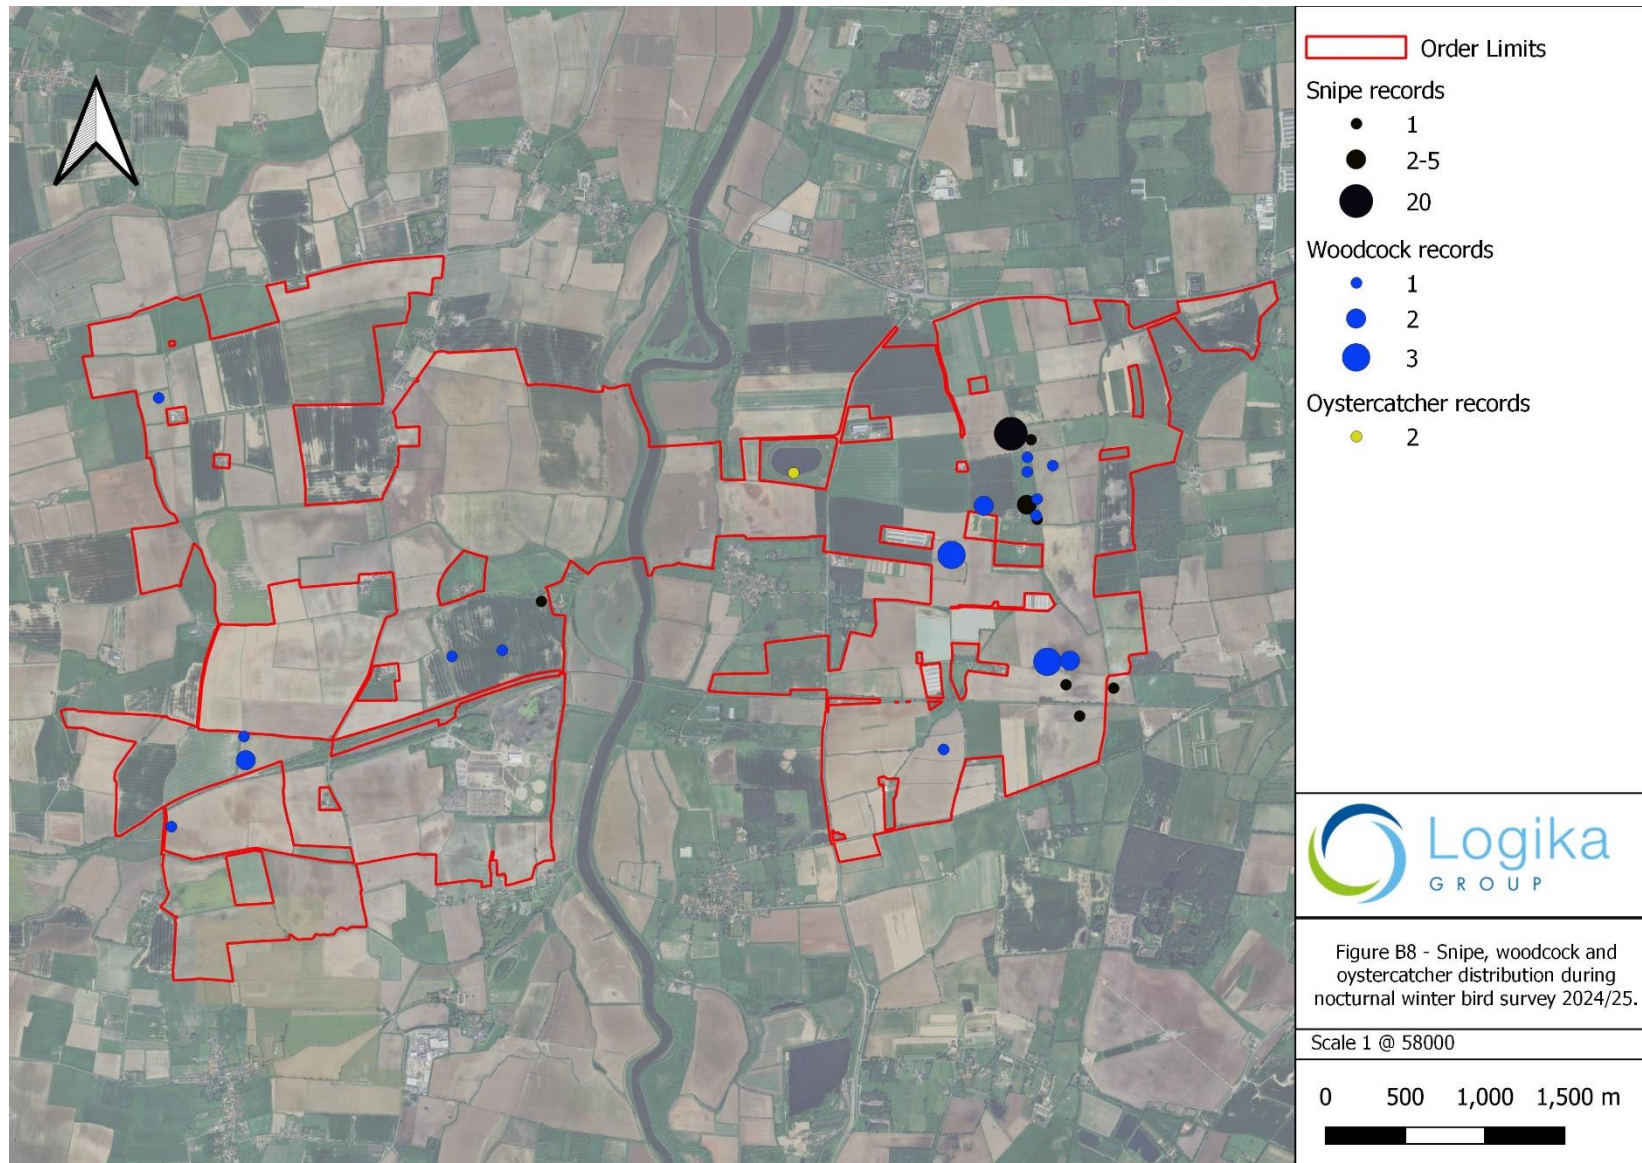 Order Limits
Snipe records
1
2-5
20
Woodcock records
1
2
3
Oystercatcher records
2
Logika
GROUP
Figure B8 - Snipe, woodcock and
oystercatcher distribution during
nocturnal winter bird survey 2024/25.
Scale 1 @ 58000
0 500 1,000 1,500 m